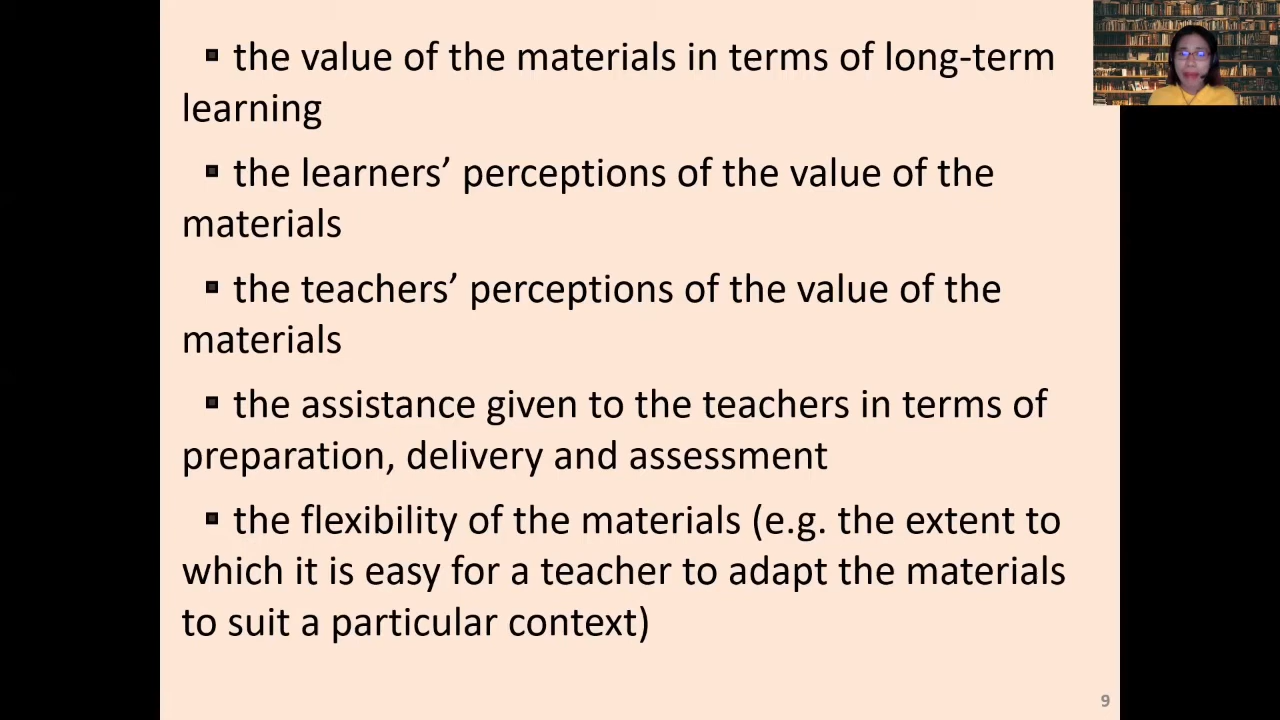 ▪ the value of the materials in terms of long-term
learning
▪ the learners’ perceptions of the value of the
materials
▪ the teachers’ perceptions of the value of the
materials
▪ the assistance given to the teachers in terms of
preparation, delivery and assessment
▪ the flexibility of the materials (e.g. the extent to
which it is easy for a teacher to adapt the materials
to suit a particular context)
9